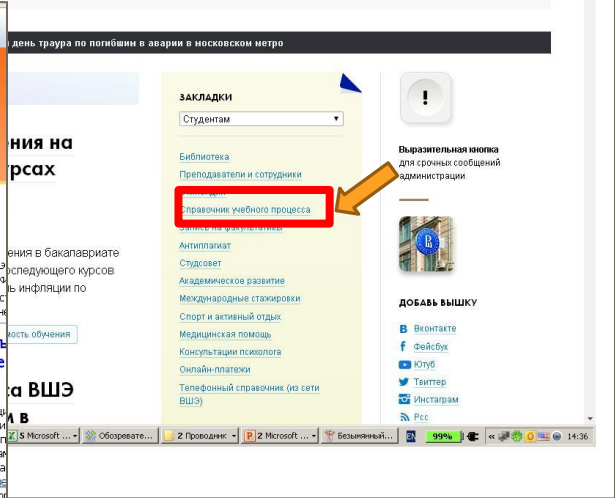 день траура по погибшим в аварии в московском метро
ния на
рсах
ения в бакалавриате
оследующего курсов
ь инфляции по
мость обучения
са ВШЭ
м в
ЗАКЛАДКИ
Студентам
Библиотека
Преподаватели и сотрудники
Справочник учебного процесса
Запись на факультативы
Антиплагиат
Студсовет
Академическое развитие
Международные стажировки
Спорт и активный отдых
Медицинская помощь
Консультации психолога
Онлайн-платежи
Телефонный справочник (из сети
ВШЭ)
!
Выразительная кнопка
для срочных сообщений
администрации
ДОБАВЬ ВЫШКУ
Вконтакте
Фейсбук
Ютуб
Твиттер
Инстаграм
Рсс
5 Microsoft ...
Обозревате...
2 Проводник
2 Microsoft ...
Безымянный...
EN
99%
«
14:36